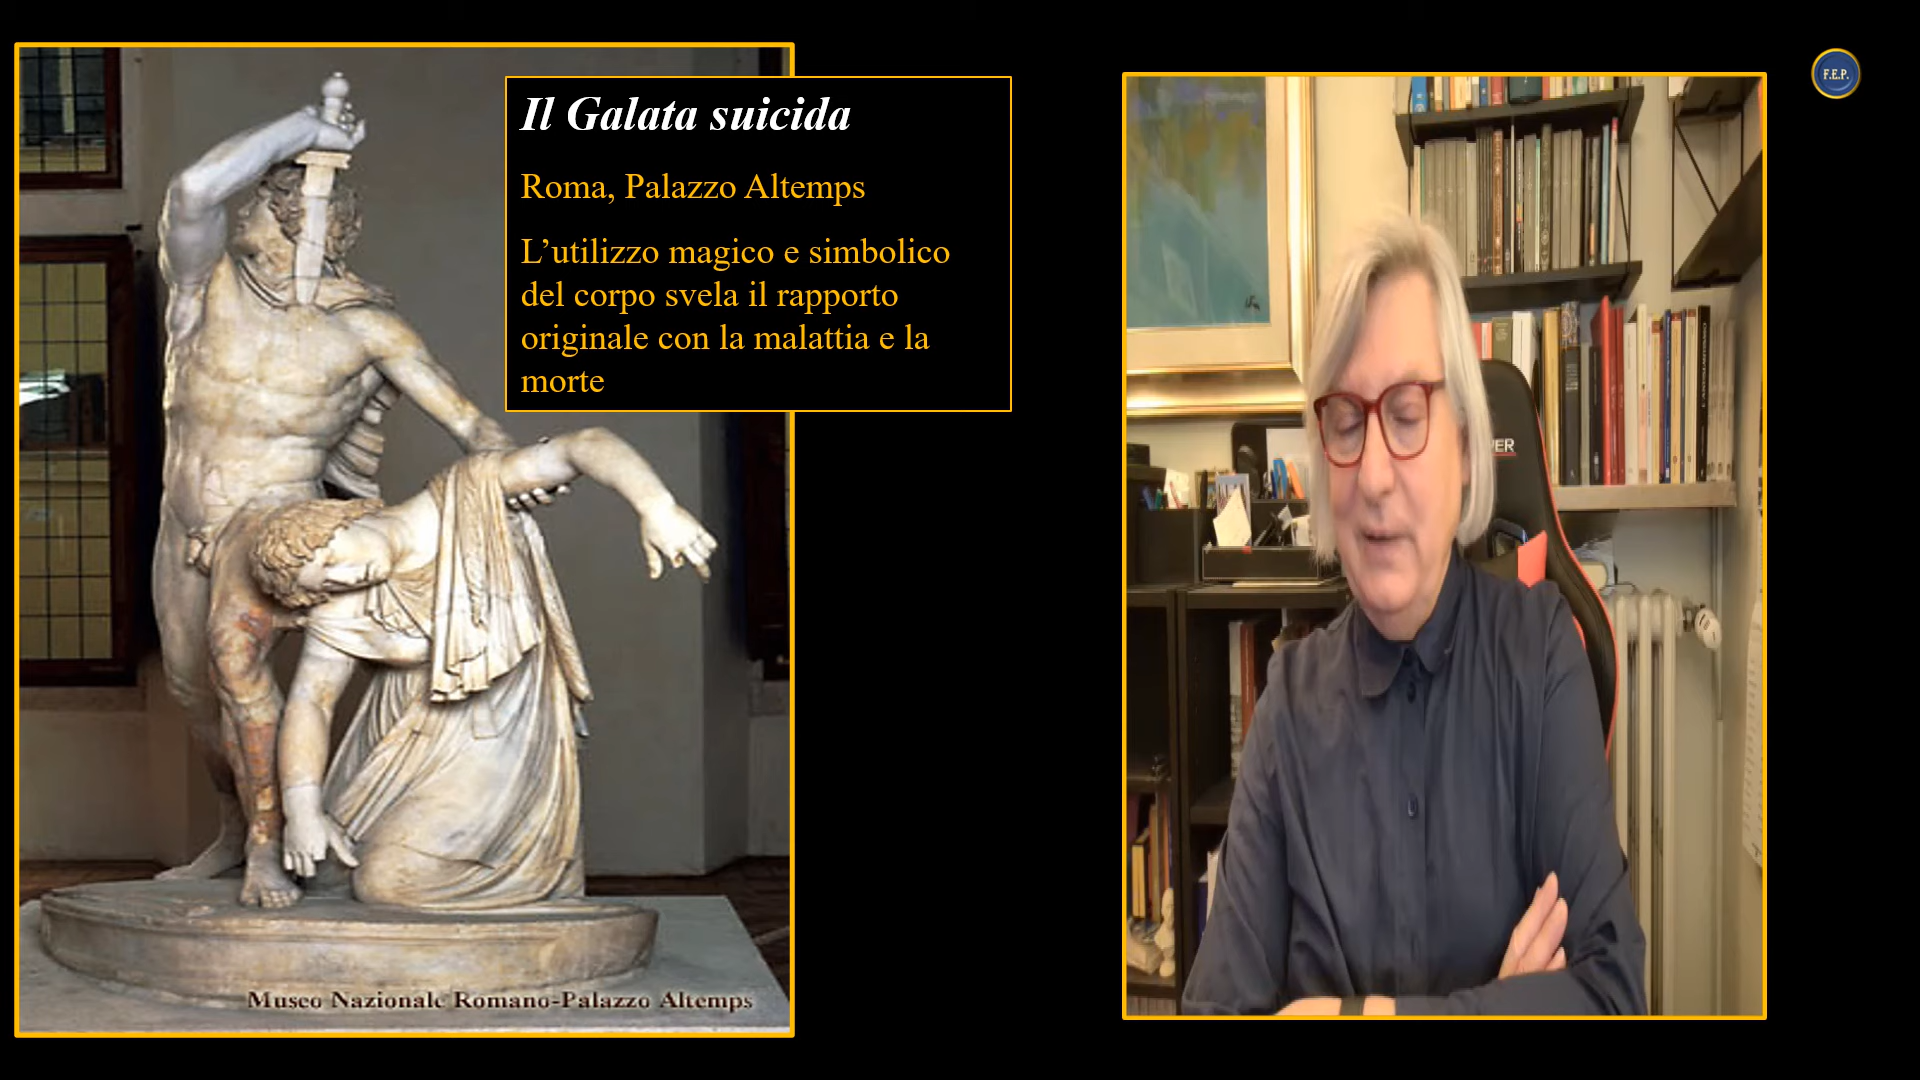 Il Galata suicida
Roma, Palazzo Altemps
L’utilizzo magico e simbolico
del corpo svela il rapporto
originale con la malattia e la
morte
Museo Nazionale Romano-Palazzo Altemps
F.E.P.